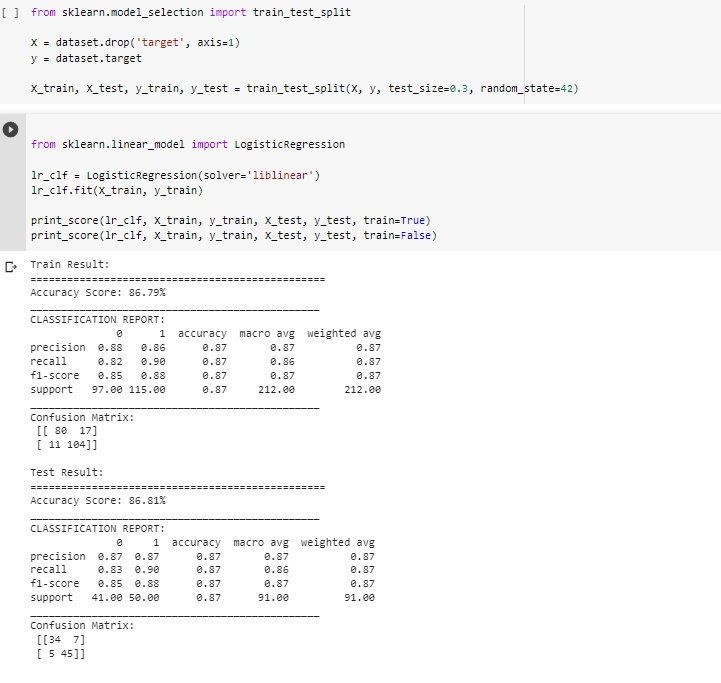 [ ] from sklearn.model_selection import train_test_split
X = dataset.drop('target', axis=1)
y = dataset.target
X_train, X_test, y_train, y_test = train_test_split(X, y, test_size=0.3, random_state=42)
from sklearn.linear_model import LogisticRegression
lr_clf = LogisticRegression(solver='liblinear')
lr_clf.fit(X_train, y_train)
print_score(lr_clf, X_train, y_train, X_test, y_test, train=True)
print_score(lr_clf, X_train, y_train, X_test, y_test, train=False)
Train Result:
================================================
Accuracy Score: 86.79%
_______________________________________________
CLASSIFICATION REPORT:
0 1 accuracy macro avg weighted avg
precision 0.88 0.86 0.87 0.87 0.87
recall 0.82 0.90 0.87 0.86 0.87
f1-score 0.85 0.88 0.87 0.87 0.87
support 97.00 115.00 0.87 212.00 212.00
_______________________________________________
Confusion Matrix:
[[ 80 17]
[ 11 104]]
Test Result:
================================================
Accuracy Score: 86.81%
_______________________________________________
CLASSIFICATION REPORT:
0 1 accuracy macro avg weighted avg
precision 0.87 0.87 0.87 0.87 0.87
recall 0.83 0.90 0.87 0.86 0.87
f1-score 0.85 0.88 0.87 0.87 0.87
support 41.00 50.00 0.87 91.00 91.00
_______________________________________________
Confusion Matrix:
[[34 7]
[ 5 45]]